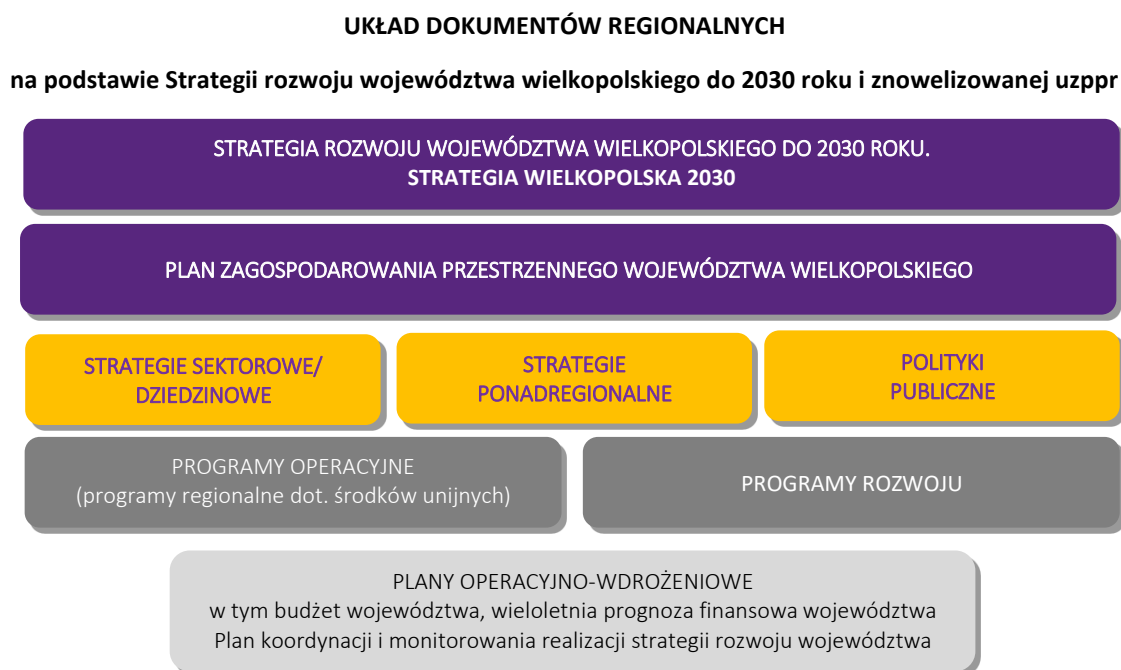 UKŁAD DOKUMENTÓW REGIONALNYCH
na podstawie Strategii rozwoju województwa wielkopolskiego do 2030 roku i znowelizowanej uzppr
STRATEGIA ROZWOJU WOJEWÓDZTWA WIELKOPOLSKIEGO DO 2030 ROKU.
STRATEGIA WIELKOPOLSKA 2030
PLAN ZAGOSPODAROWANIA PRZESTRZENNEGO WOJEWÓDZTWA WIELKOPOLSKIEGO
STRATEGIE SEKTOROWE/
DZIEDZINOWE
STRATEGIE
PONADREGIONALNE
POLITYKI
PUBLICZNE
PROGRAMY OPERACYJNE
(programy regionalne dot. środków unijnych)
PROGRAMY ROZWOJU
PLANY OPERACYJNO-WDROŻENIOWE
w tym budżet województwa, wieloletnia prognoza finansowa województwa
Plan koordynacji i monitorowania realizacji strategii rozwoju województwa